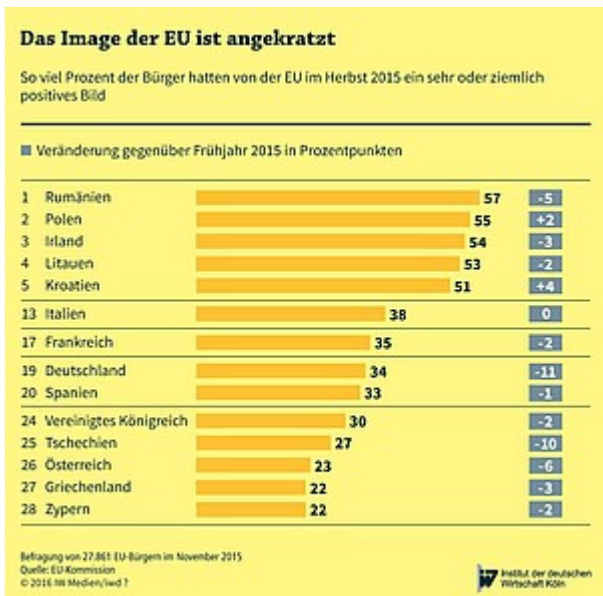 Das Image der EU ist angekratzt
So viel Prozent der Bürger hatten von der EU im Herbst 2015 ein sehr oder ziemlich
positives Bild
Veränderung gegenüber Frühjahr 2015 in Prozentpunkten
1 Rumänien 57 -5
2 Polen 55 +2
3 Irland 54 -3
4 Litauen 53 -2
5 Kroatien 51 +4
13 Italien 38 0
17 Frankreich 35 -2
19 Deutschland 34 -11
20 Spanien 33 -1
24 Vereinigtes Königreich 30 -2
25 Tschechien 27 -10
26 Österreich 23 -6
27 Griechenland 22 -3
28 Zypern 22 -2
Befragung von 27.861 EU-Bürgern im November 2015
Quelle: EU-Kommission
© 2016 IW Medien/iwd 7
Institut der deutschen
Wirtschaft Köln